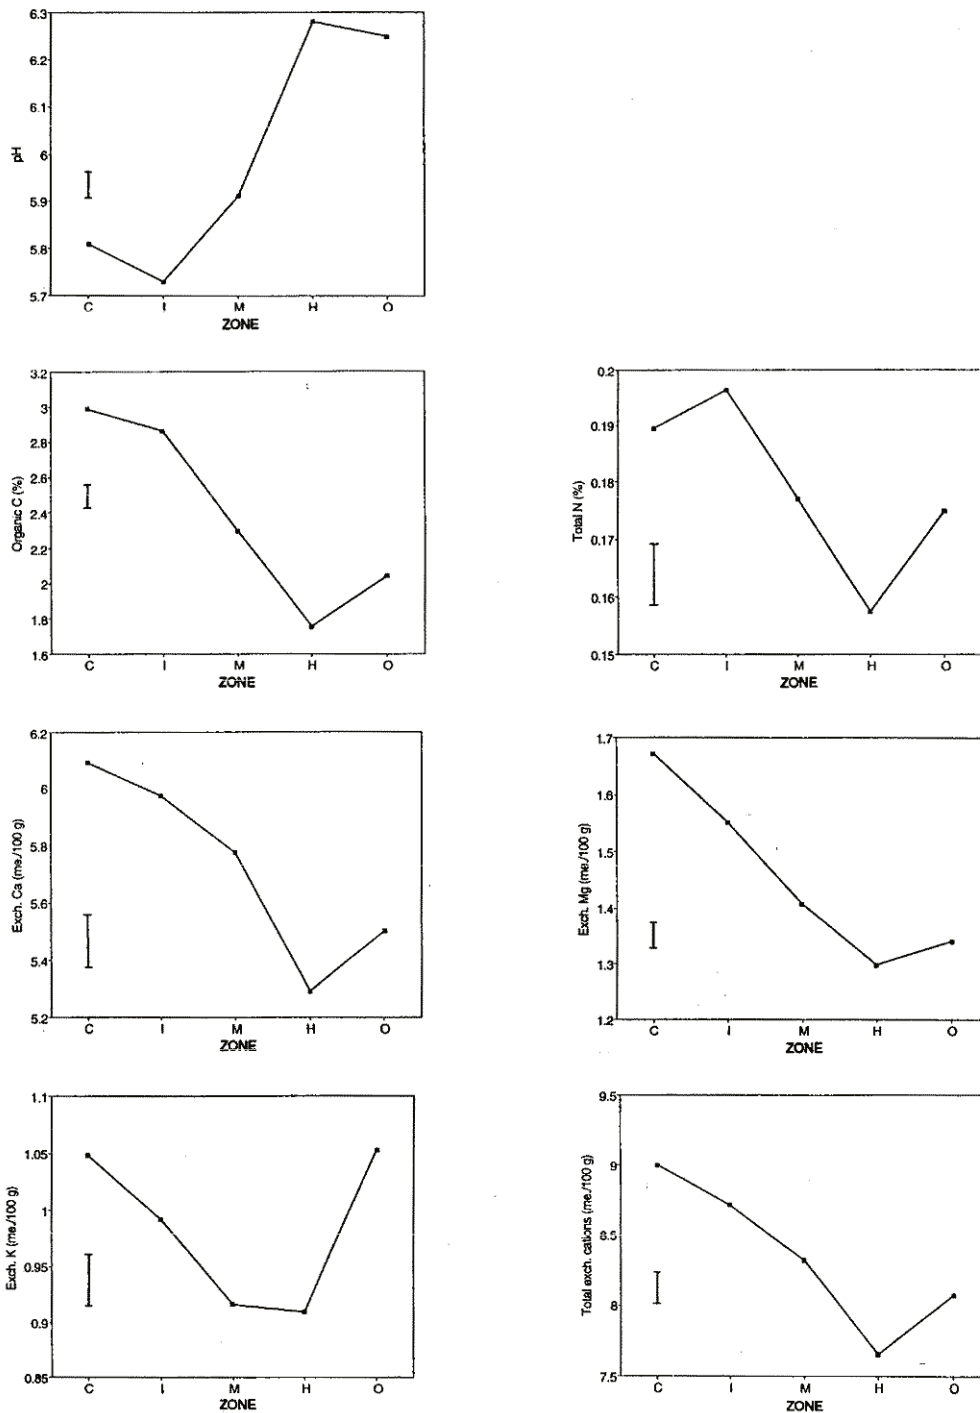 6.3
6.2
6.1
6
5.9
5.8
5.7
pH
C I M H O
ZONE
3.2
3
2.8
2.6
2.4
2.2
2
1.8
1.6
Organic C (%)
C I M H O
ZONE
0.2
0.19
0.18
0.17
0.16
0.15
Total N (%)
C I M H O
ZONE
6.2
6
5.8
5.6
5.4
5.2
Exch. Ca (me./100 g)
C I M H O
ZONE
1.7
1.6
1.5
1.4
1.3
1.2
Exch. Mg (me./100 g)
C I M H O
ZONE
1.1
1.05
1
0.95
0.9
0.85
Exch. K (me./100 g)
C I M H O
ZONE
9.5
9
8.5
8
7.5
Total exch. cations (me./100 g)
C I M H O
ZONE